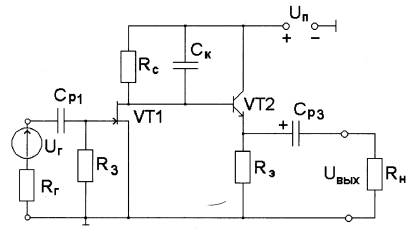 Uп
+ −
Rс
Cк
VT2
Cр1
VT1
+
Cр3
Uг
Rз
Rэ
Uвых
Rн
Rг